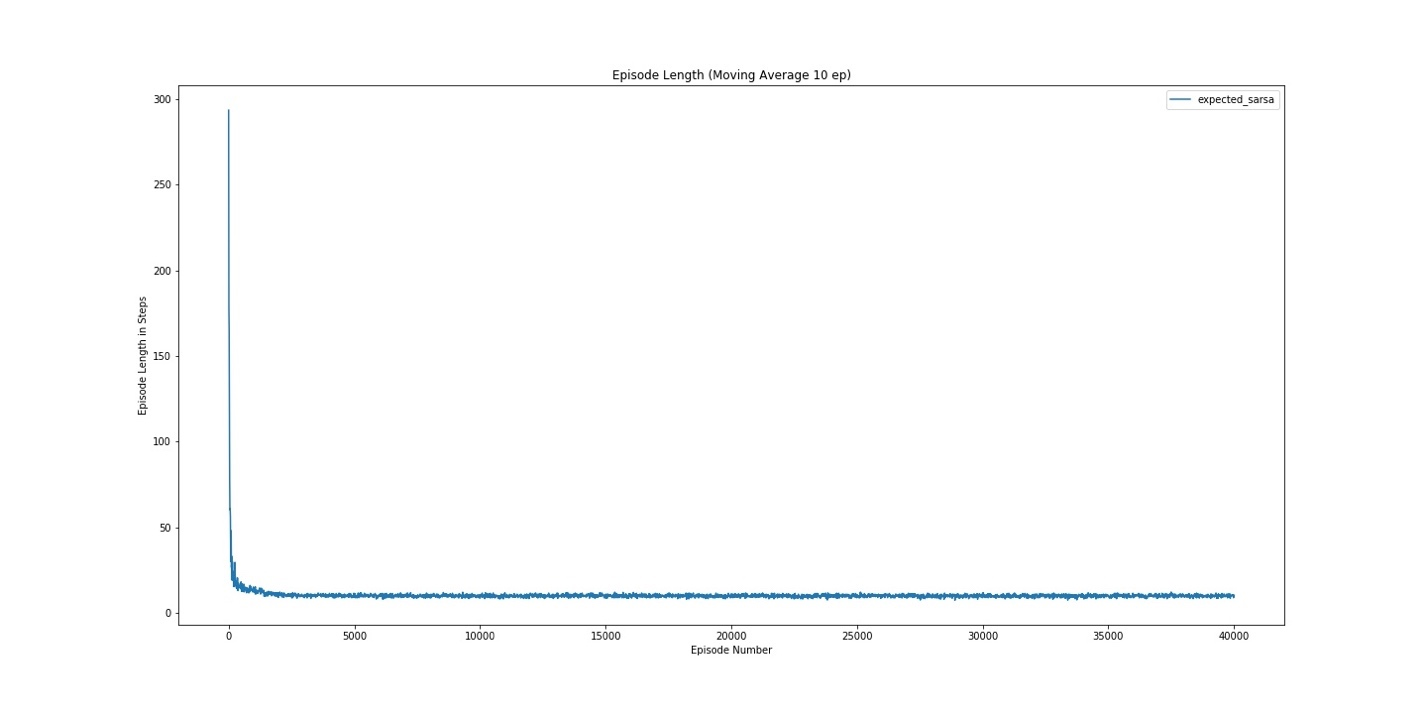 Episode Length (Moving Average 10 ep)
expected_sarsa
Episode Length in Steps
300
250
200
150
100
50
0
0 5000 10000 15000 20000 25000 30000 35000 40000
Episode Number